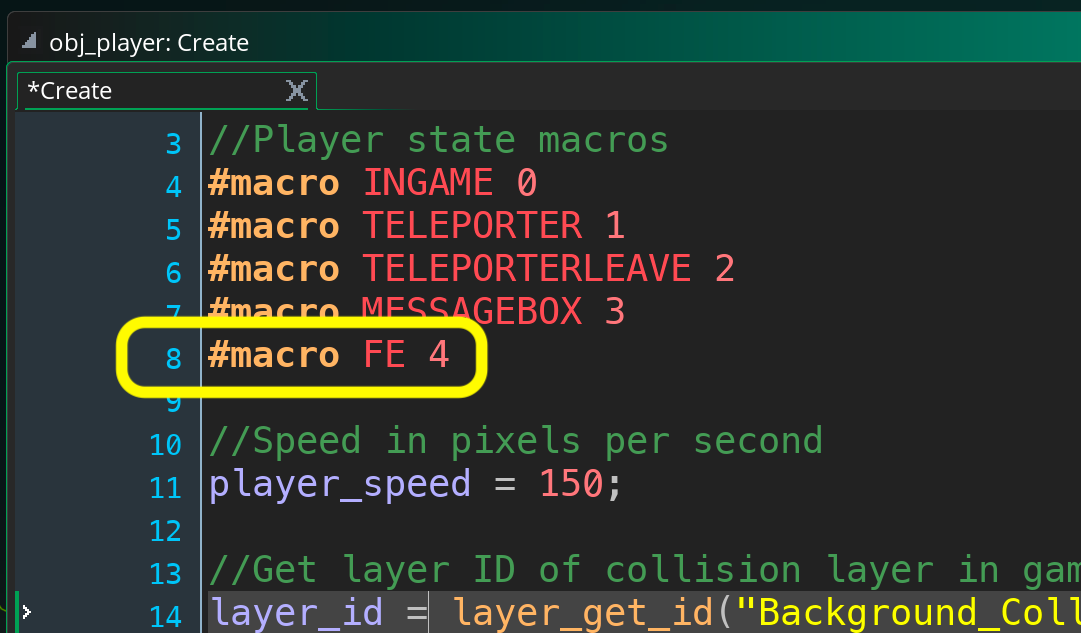 obj_player: Create
*Create
3 //Player state macros
4 #macro INGAME 0
5 #macro TELEPORTER 1
6 #macro TELEPORTERLEAVE 2
7 #macro MESSAGEBOX 3
8 #macro FE 4
9
10 //Speed in pixels per second
11 player_speed = 150;
12
13 //Get layer ID of collision layer in gam
14 layer_id = layer_get_id("Background_Coll